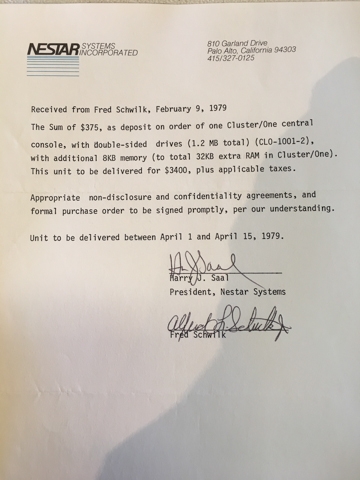 NESTAR SYSTEMS INCORPORATED
810 Garland Drive
Palo Alto, California 94303
415/327-0125
Received from Fred Schwilk, February 9, 1979
The Sum of $375, as deposit on order of one Cluster/One central
console, with double-sided drives (1.2 MB total) (CLO-1001-2),
with additional 8KB memory (to total 32KB extra RAM in Cluster/One).
This unit to be delivered for $3400, plus applicable taxes.
Appropriate non-disclosure and confidentiality agreements, and
formal purchase order to be signed promptly, per our understanding.
Unit to be delivered between April 1 and April 15, 1979.
Harry J. Saal
President, Nestar Systems
Fred Schwilk